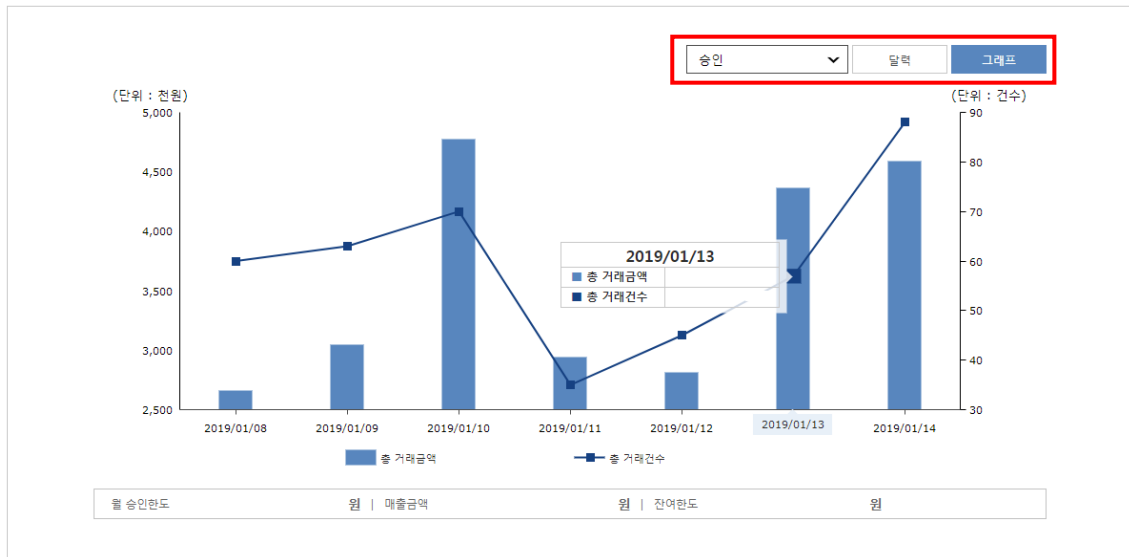 승인 달력 그래프
(단위 : 천원) (단위 : 건수)
5,000 90
4,500 80
4,000 70
3,500 60
3,000 50
2,500 40
30
2019/01/13
총 거래금액
총 거래건수
2019/01/08 2019/01/09 2019/01/10 2019/01/11 2019/01/12 2019/01/13 2019/01/14
총 거래금액 총 거래건수
월 승인한도 원 | 매출금액 원 | 잔여한도 원